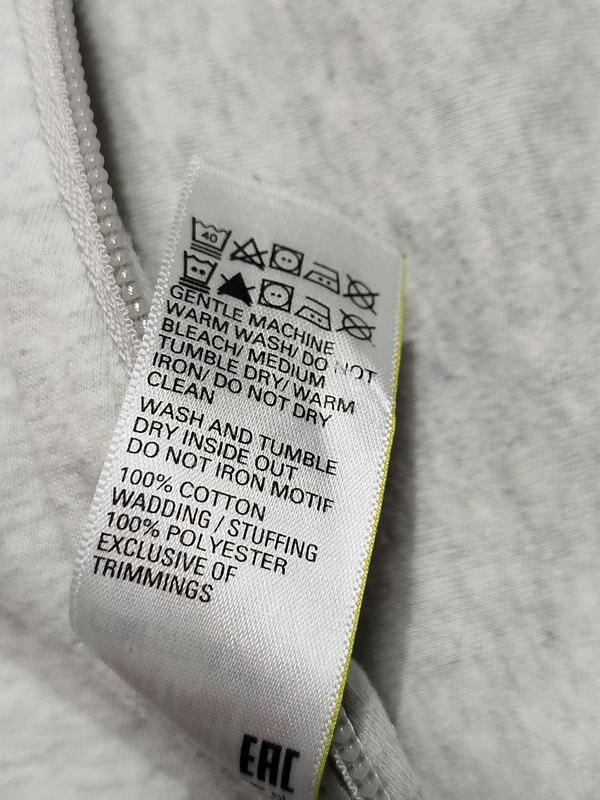 40
GENTLE MACHINE
WARM WASH/ DO NOT
BLEACH/ MEDIUM
TUMBLE DRY/ WARM
IRON/ DO NOT DRY
CLEAN
WASH AND TUMBLE
DRY INSIDE OUT
DO NOT IRON MOTIF
100% COTTON
WADDING / STUFFING
100% POLYESTER
EXCLUSIVE OF
TRIMMINGS
EAC